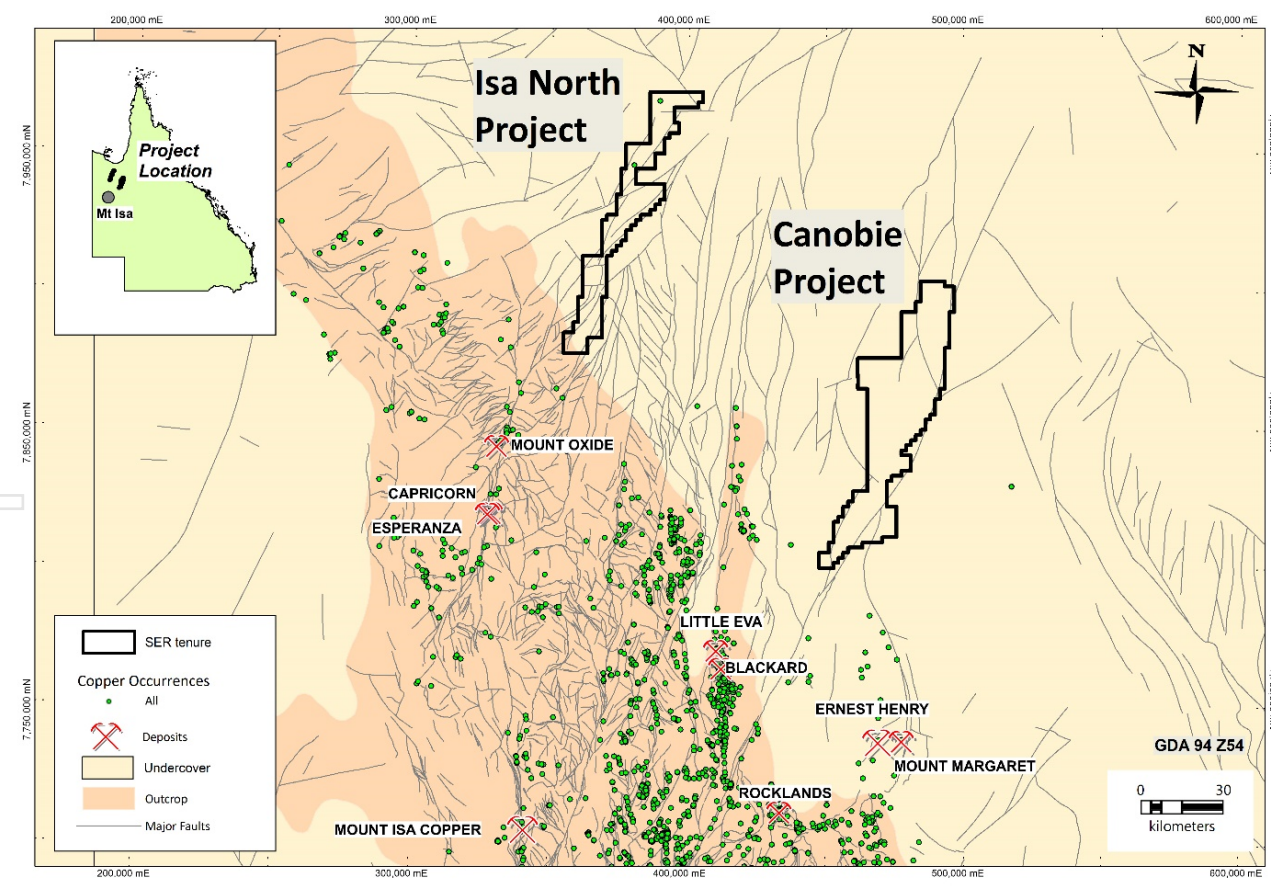 200,000 mE
300,000 mE
400,000 mE
500,000 mE
600,000 mE
Isa North
Project
N
Project
Location
Mt Isa
7,950,000 mN
Canobie
Project
7,850,000 mN
MOUNT OXIDE
CAPRICORN
ESPERANZA
LITTLE EVA
BLACKARD
SER tenure
Copper Occurrences
All
Deposits
Undercover
Outcrop
Major Faults
7,750,000 mN
ERNEST HENRY
MOUNT MARGARET
GDA 94 Z54
ROCKLANDS
MOUNT ISA COPPER
0 30
kilometers
200,000 mE
300,000 mE
400,000 mE
500,000 mE
600,000 mE